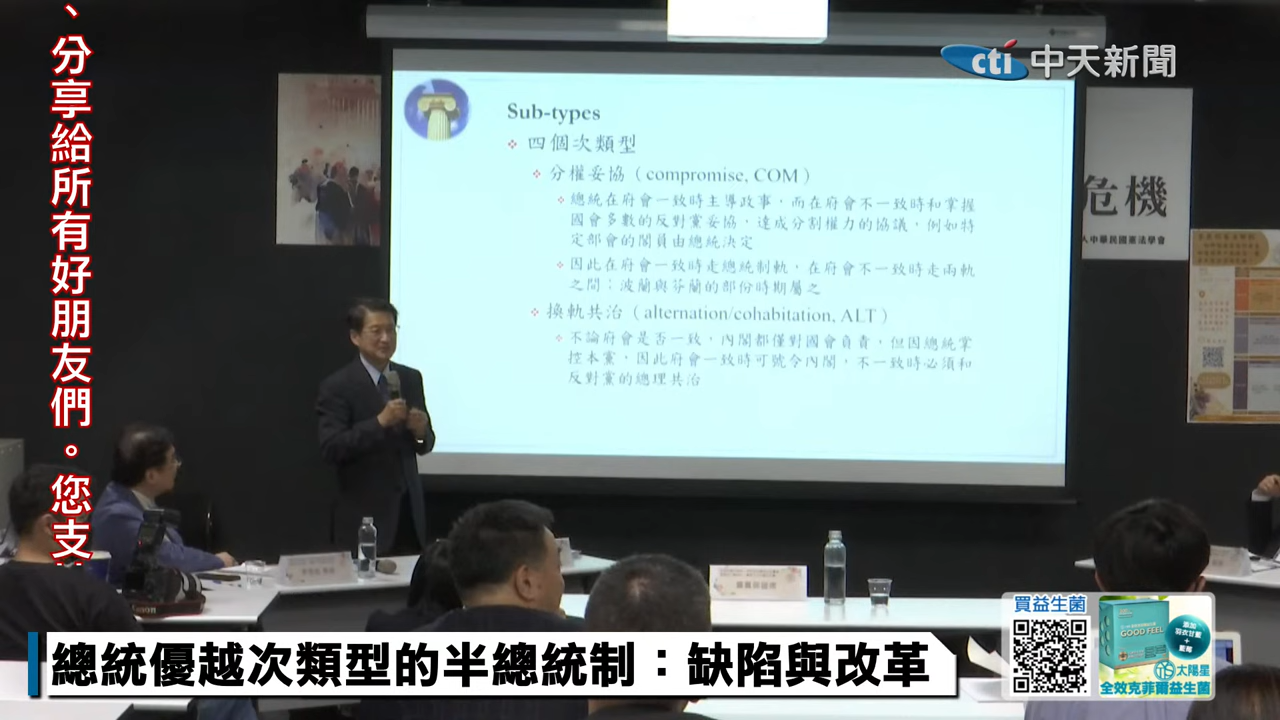 、分享給所有好朋友們。您支
cti 中天新聞
Sub-types
四個次類型
分權妥協（compromise, COM）
總統在府會一致時主導政事，而在府會不一致時和掌握
國會多數的反對黨妥協，達成分割權力的協議，例如特
定部會的閣員由總統決定
因此在府會一致時走總統制軌，在府會不一致時走兩軌
之間；波蘭與芬蘭的部份時期屬之
換軌共治（alternation/cohabitation, ALT）
不論府會是否一致，內閣都僅對國會負責，但因總統掌
控本黨，因此府會一致時可號令內閣，不一致時必須和
反對黨的總理共治
危機
人中華民國憲法學會
Canon
買益生菌
GOOD FEEL
添加
羽衣甘藍
+
藍莓
太陽星
全效克菲爾益生菌
總統優越次類型的半總統制：缺陷與改革